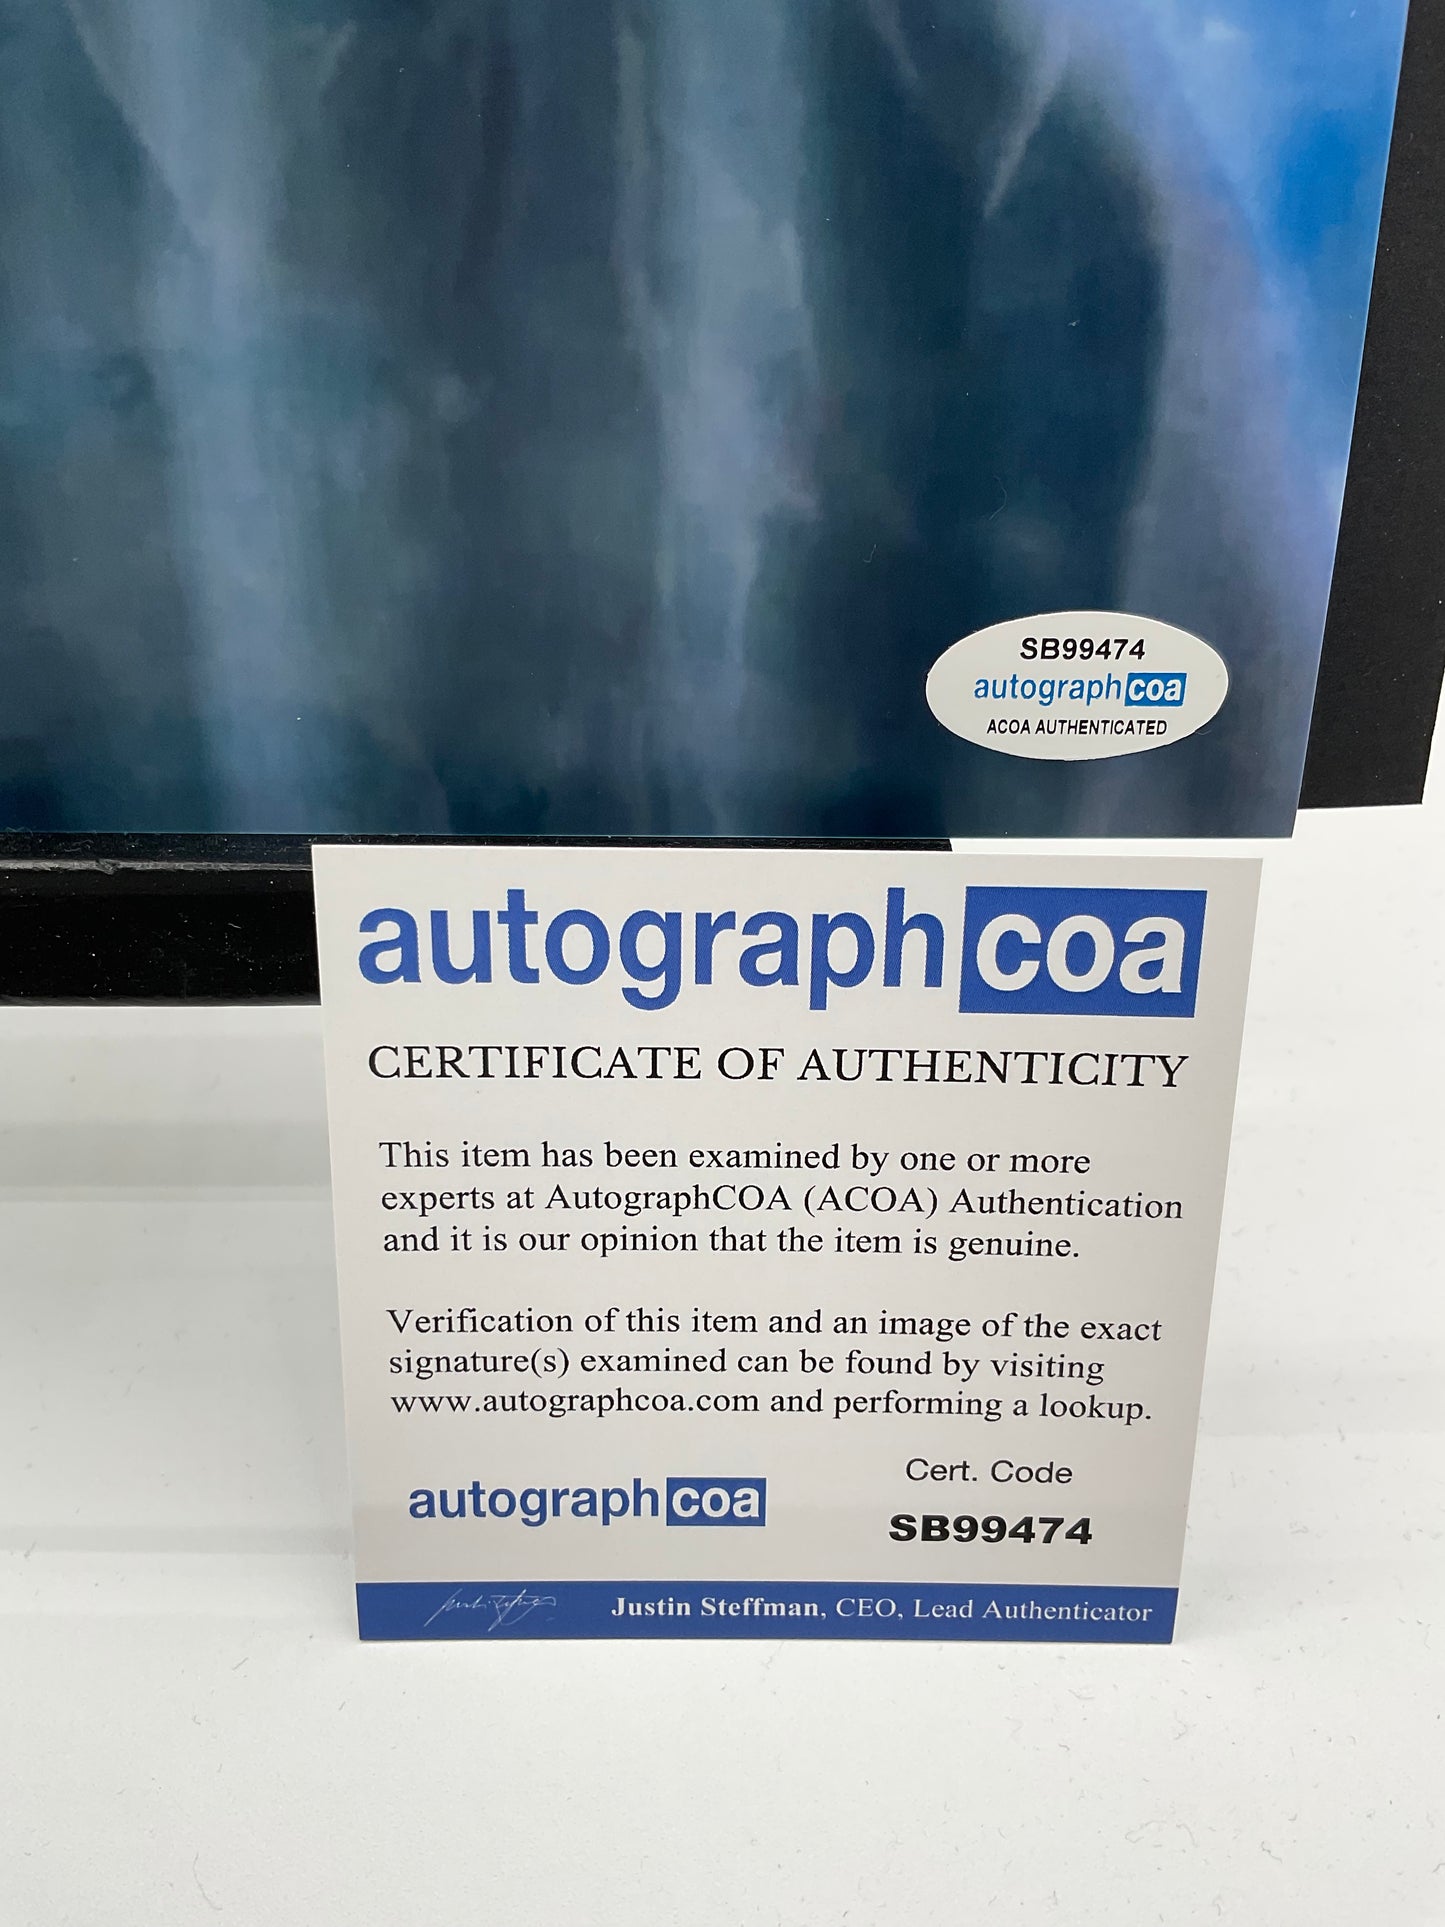 SB99474
autographcoa
ACOA AUTHENTICATED
autographcoa
CERTIFICATE OF AUTHENTICITY
This item has been examined by one or more
experts at AutographCOA (ACOA) Authentication
and it is our opinion that the item is genuine.
Verification of this item and an image of the exact
signature(s) examined can be found by visiting
www.autographcoa.com and performing a lookup.
Cert. Code
autographcoa
SB99474
Justin Steffman, CEO, Lead Authenticator